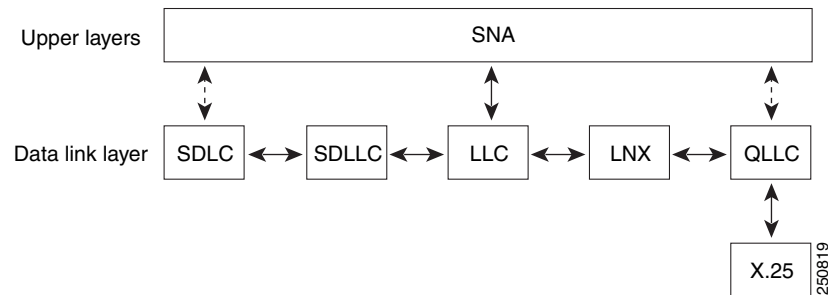 Upper layers
SNA
Data link layer
SDLC
SDLLC
LLC
LNX
QLLC
X.25
250819